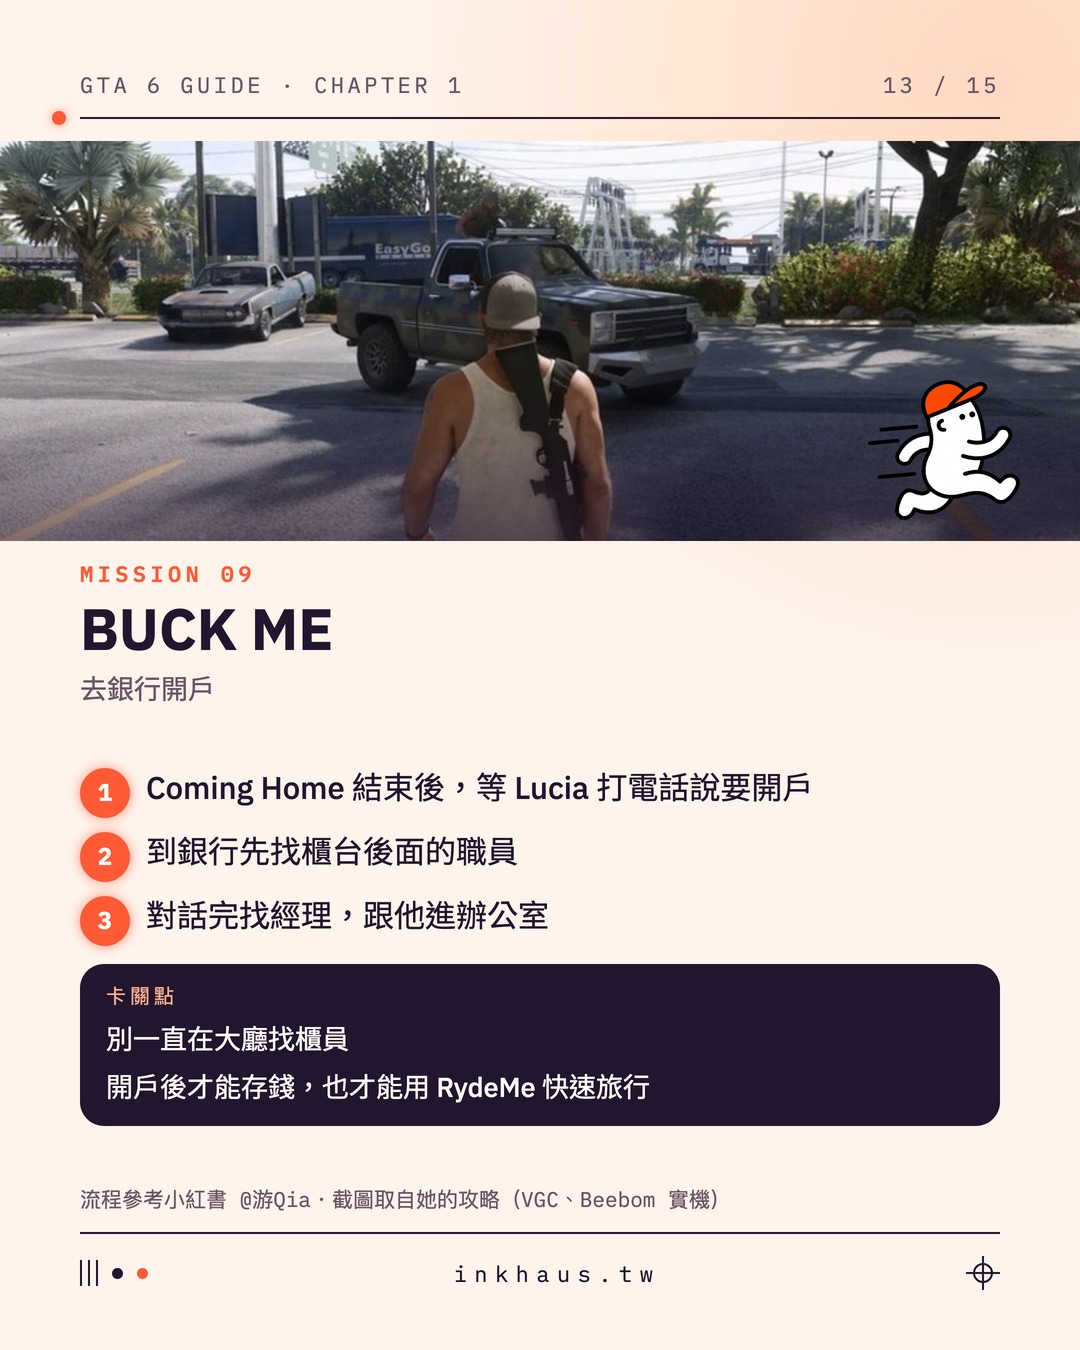 GTA 6 GUIDE · CHAPTER 1
13 / 15
EasyGo
MISSION 09
BUCK ME
去銀行開戶
1 Coming Home 結束後，等 Lucia 打電話說要開戶
2 到銀行先找櫃台後面的職員
3 對話完找經理，跟他進辦公室
卡關點
別一直在大廳找櫃員
開戶後才能存錢，也才能用 RydeMe 快速旅行
流程參考小紅書 @游Qia · 截圖取自她的攻略（VGC、Beebom 實機）
inkhaus.tw